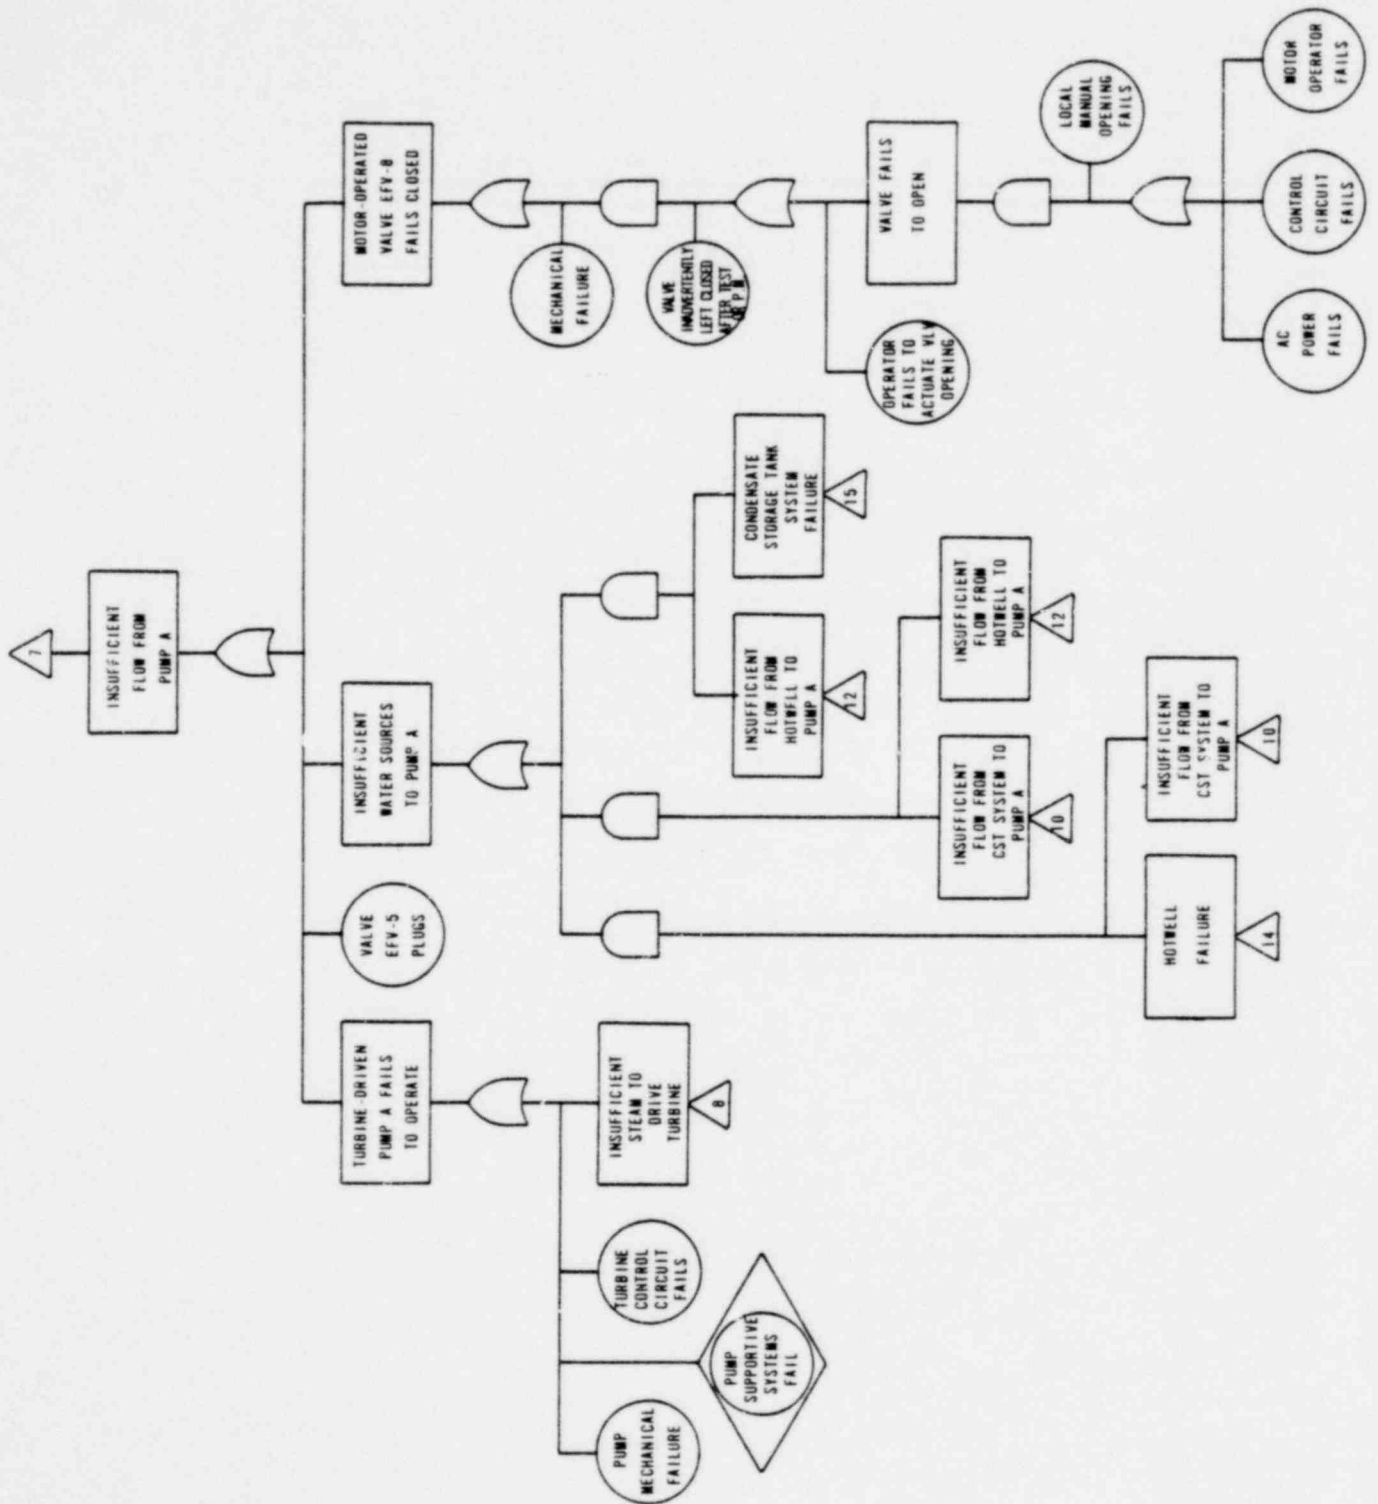 7
INSUFFICIENT
FLOW FROM
PUMP A
TURBINE-DRIVEN
PUMP A FAILS
TO OPERATE
VALVE
EFV-5
PLUGS
INSUFFICIENT
WATER SOURCES
TO PUMP A
MOTOR-OPERATED
VALVE EFV-8
FAILS CLOSED
PUMP
MECHANICAL
FAILURE
PUMP
SUPPORTIVE
SYSTEMS
FAIL
TURBINE
CONTROL
CIRCUIT
FAILS
INSUFFICIENT
STEAM TO
DRIVE
TURBINE
8
HOTWELL
FAILURE
14
INSUFFICIENT
FLOW FROM
CST SYSTEM TO
PUMP A
10
INSUFFICIENT
FLOW FROM
CST SYSTEM TO
PUMP A
10
INSUFFICIENT
FLOW FROM
HOTWELL TO
PUMP A
12
INSUFFICIENT
FLOW FROM
HOTWELL TO
PUMP A
12
CONDENSATE
STORAGE TANK
SYSTEM
FAILURE
15
MECHANICAL
FAILURE
VALVE
INADVERTENTLY
LEFT CLOSED
AFTER TEST
OR P.M.
OPERATOR
FAILS TO
ACTUATE VLV
OPENING
VALVE FAILS
TO OPEN
LOCAL
MANUAL
OPENING
FAILS
AC
POWER
FAILS
CONTROL
CIRCUIT
FAILS
MOTOR
OPERATOR
FAILS